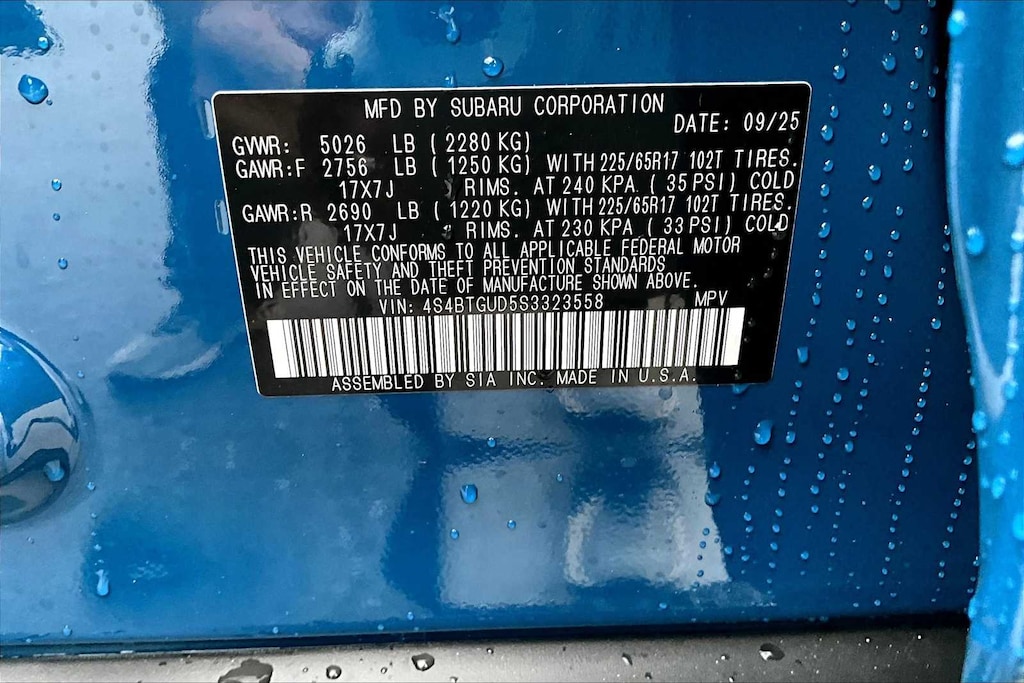 MFD BY SUBARU CORPORATION
DATE: 09/25
GVWR: 5026 LB (2280 KG)
GAWR:F 2756 LB (1250 KG) WITH 225/65R17 102T TIRES.
17X7J RIMS. AT 240 KPA (35 PSI) COLD
GAWR:R 2690 LB (1220 KG) WITH 225/65R17 102T TIRES.
17X7J RIMS. AT 230 KPA (33 PSI) COLD
THIS VEHICLE CONFORMS TO ALL APPLICABLE FEDERAL MOTOR
VEHICLE SAFETY AND THEFT PREVENTION STANDARDS
IN EFFECT ON THE DATE OF MANUFACTURE SHOWN ABOVE.
VIN: 4S4BTGUD5S3323558 MPV
ASSEMBLED BY SIA INC. MADE IN U.S.A.